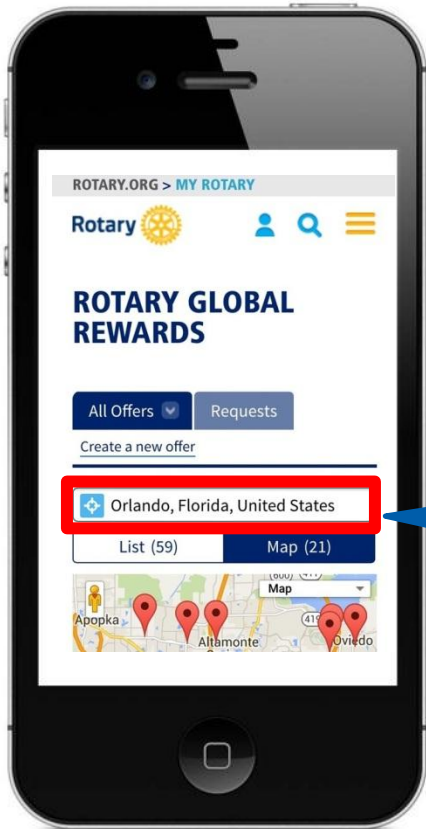 ROTARY.ORG > MY ROTARY
Rotary
ROTARY GLOBAL
REWARDS
All Offers
Requests
Create a new offer
Orlando, Florida, United States
List (59)
Map (21)
(600)
Map
Apopka
Altamonte
Oviedo